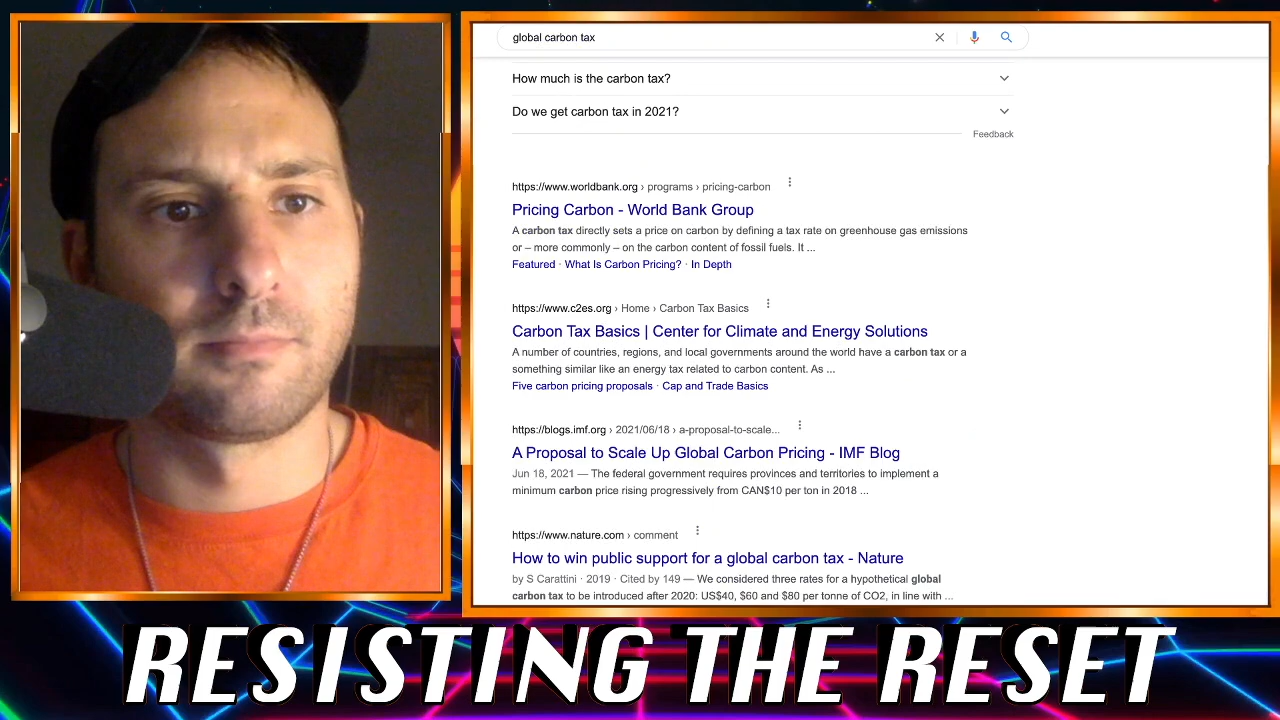 global carbon tax
How much is the carbon tax?
Do we get carbon tax in 2021?
Feedback
https://www.worldbank.org › programs › pricing-carbon
Pricing Carbon - World Bank Group
A carbon tax directly sets a price on carbon by defining a tax rate on greenhouse gas emissions
or – more commonly – on the carbon content of fossil fuels. It ...
Featured · What Is Carbon Pricing? · In Depth
https://www.c2es.org › Home › Carbon Tax Basics
Carbon Tax Basics | Center for Climate and Energy Solutions
A number of countries, regions, and local governments around the world have a carbon tax or a
something similar like an energy tax related to carbon content. As ...
Five carbon pricing proposals · Cap and Trade Basics
https://blogs.imf.org › 2021/06/18 › a-proposal-to-scale...
A Proposal to Scale Up Global Carbon Pricing - IMF Blog
Jun 18, 2021 — The federal government requires provinces and territories to implement a
minimum carbon price rising progressively from CAN$10 per ton in 2018 ...
https://www.nature.com › comment
How to win public support for a global carbon tax - Nature
by S Carattini · 2019 · Cited by 149 — We considered three rates for a hypothetical global
carbon tax to be introduced after 2020: US$40, $60 and $80 per tonne of CO2, in line with ...
RESISTING THE RESET